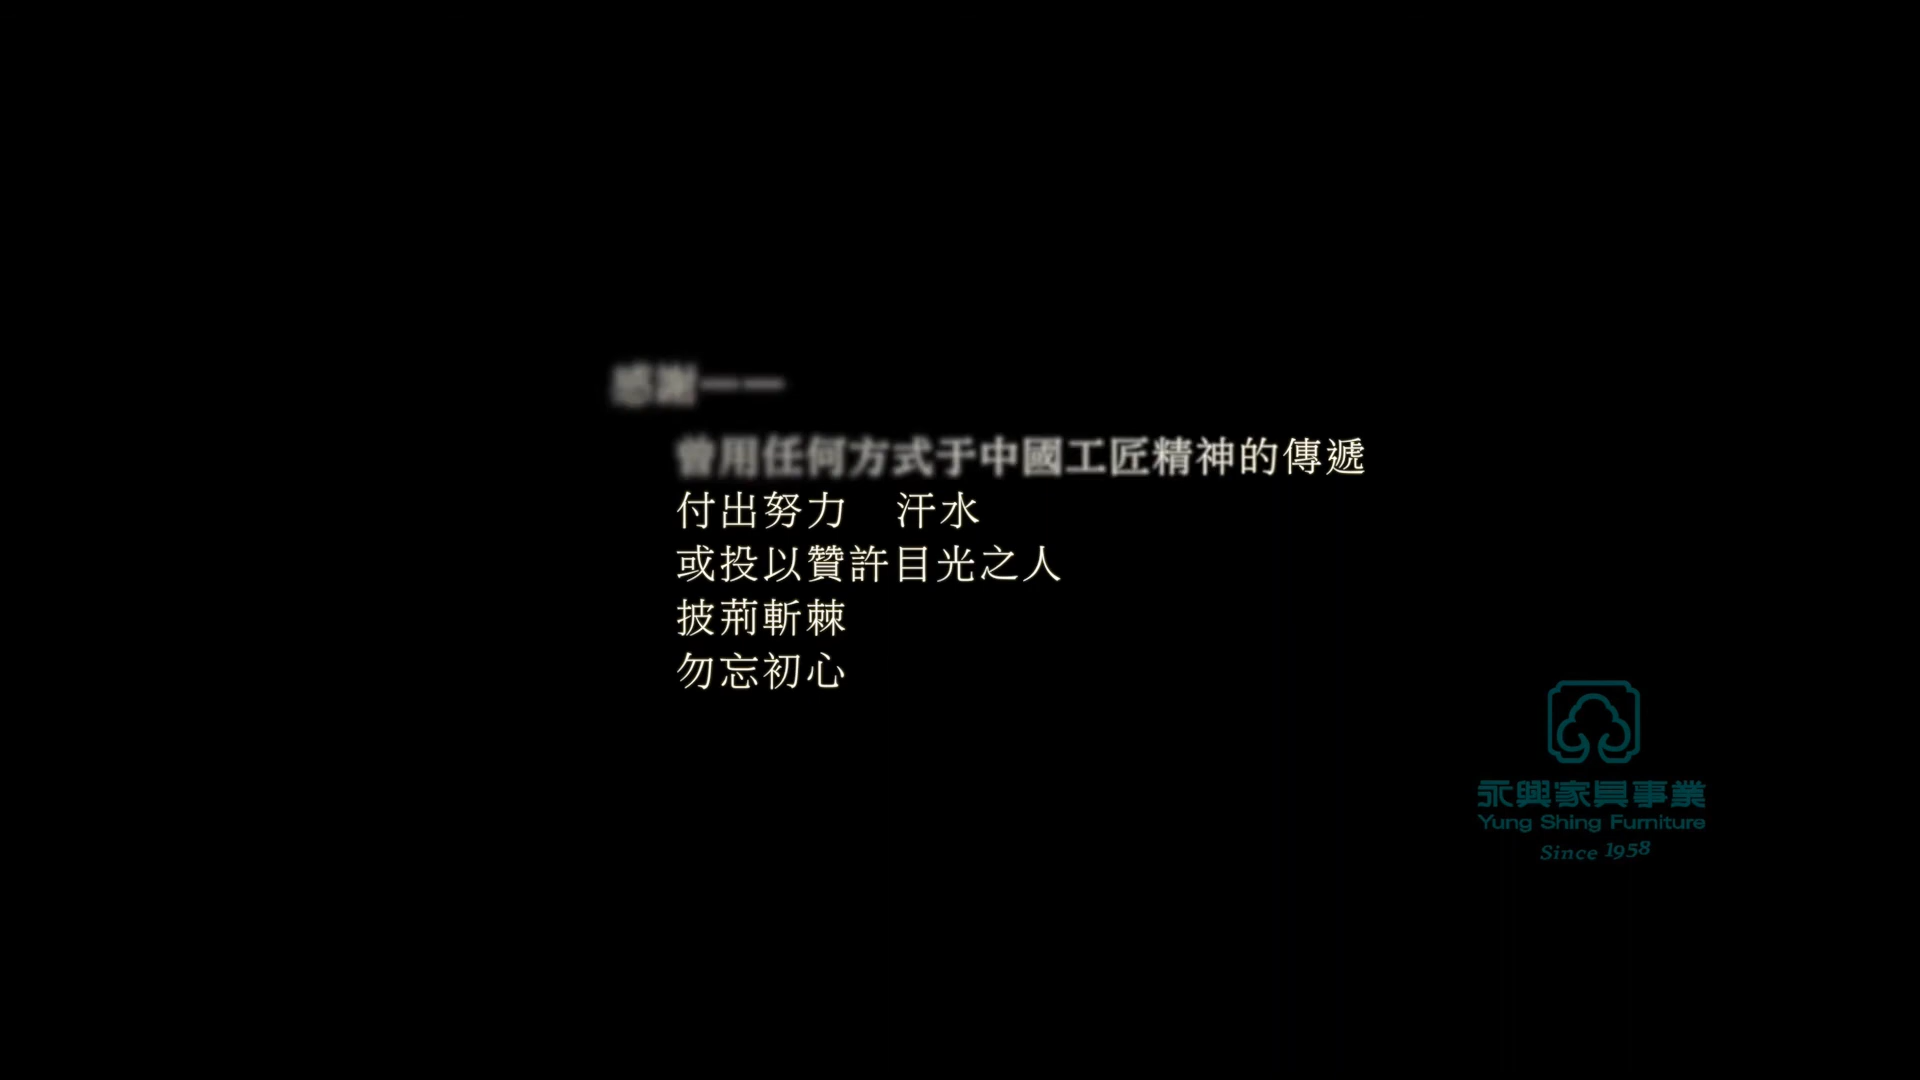 感謝——
曾用任何方式于中國工匠精神的傳遞
付出努力　汗水
或投以贊許目光之人
披荊斬棘
勿忘初心
永興家具事業
Yung Shing Furniture
Since 1958